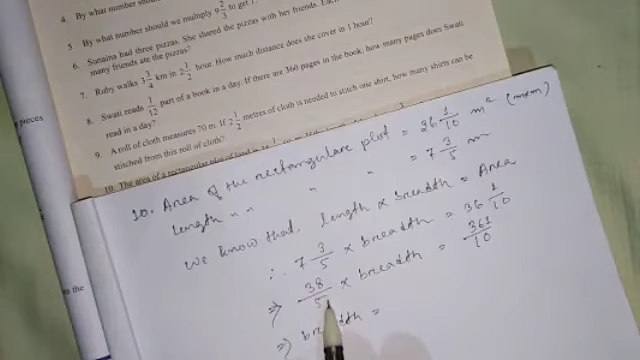 4. By what number
5 By what number should we multiply 9 2/3 to get 1.
6. Sunaina had three pizzas. She shared the pizzas with her friends. Each
many friends ate the pizzas?
7. Ruby walks 3 3/4 km in 2 1/2 hour. How much distance does she cover in 1 hour?
8. Swati reads 1/12 part of a book in a day. If there are 360 pages in the book, how many pages does Swati
read in a day?
9. A roll of cloth measures 70 m. If 2 1/2 metres of cloth is needed to stitch one shirt, how many shirts can be
stitched from this roll of cloth?
10. The area of a rectangular plot of land is
pieces
s the
10. Area of the rectangulare plot = 36 1/10 m²
Length " " " " = 7 3/5 m
We know that, length × breadth = Area
∴ 7 3/5 × breadth = 36 1/10
⇒ 38/5 × breadth = 361/10
⇒ breadth =